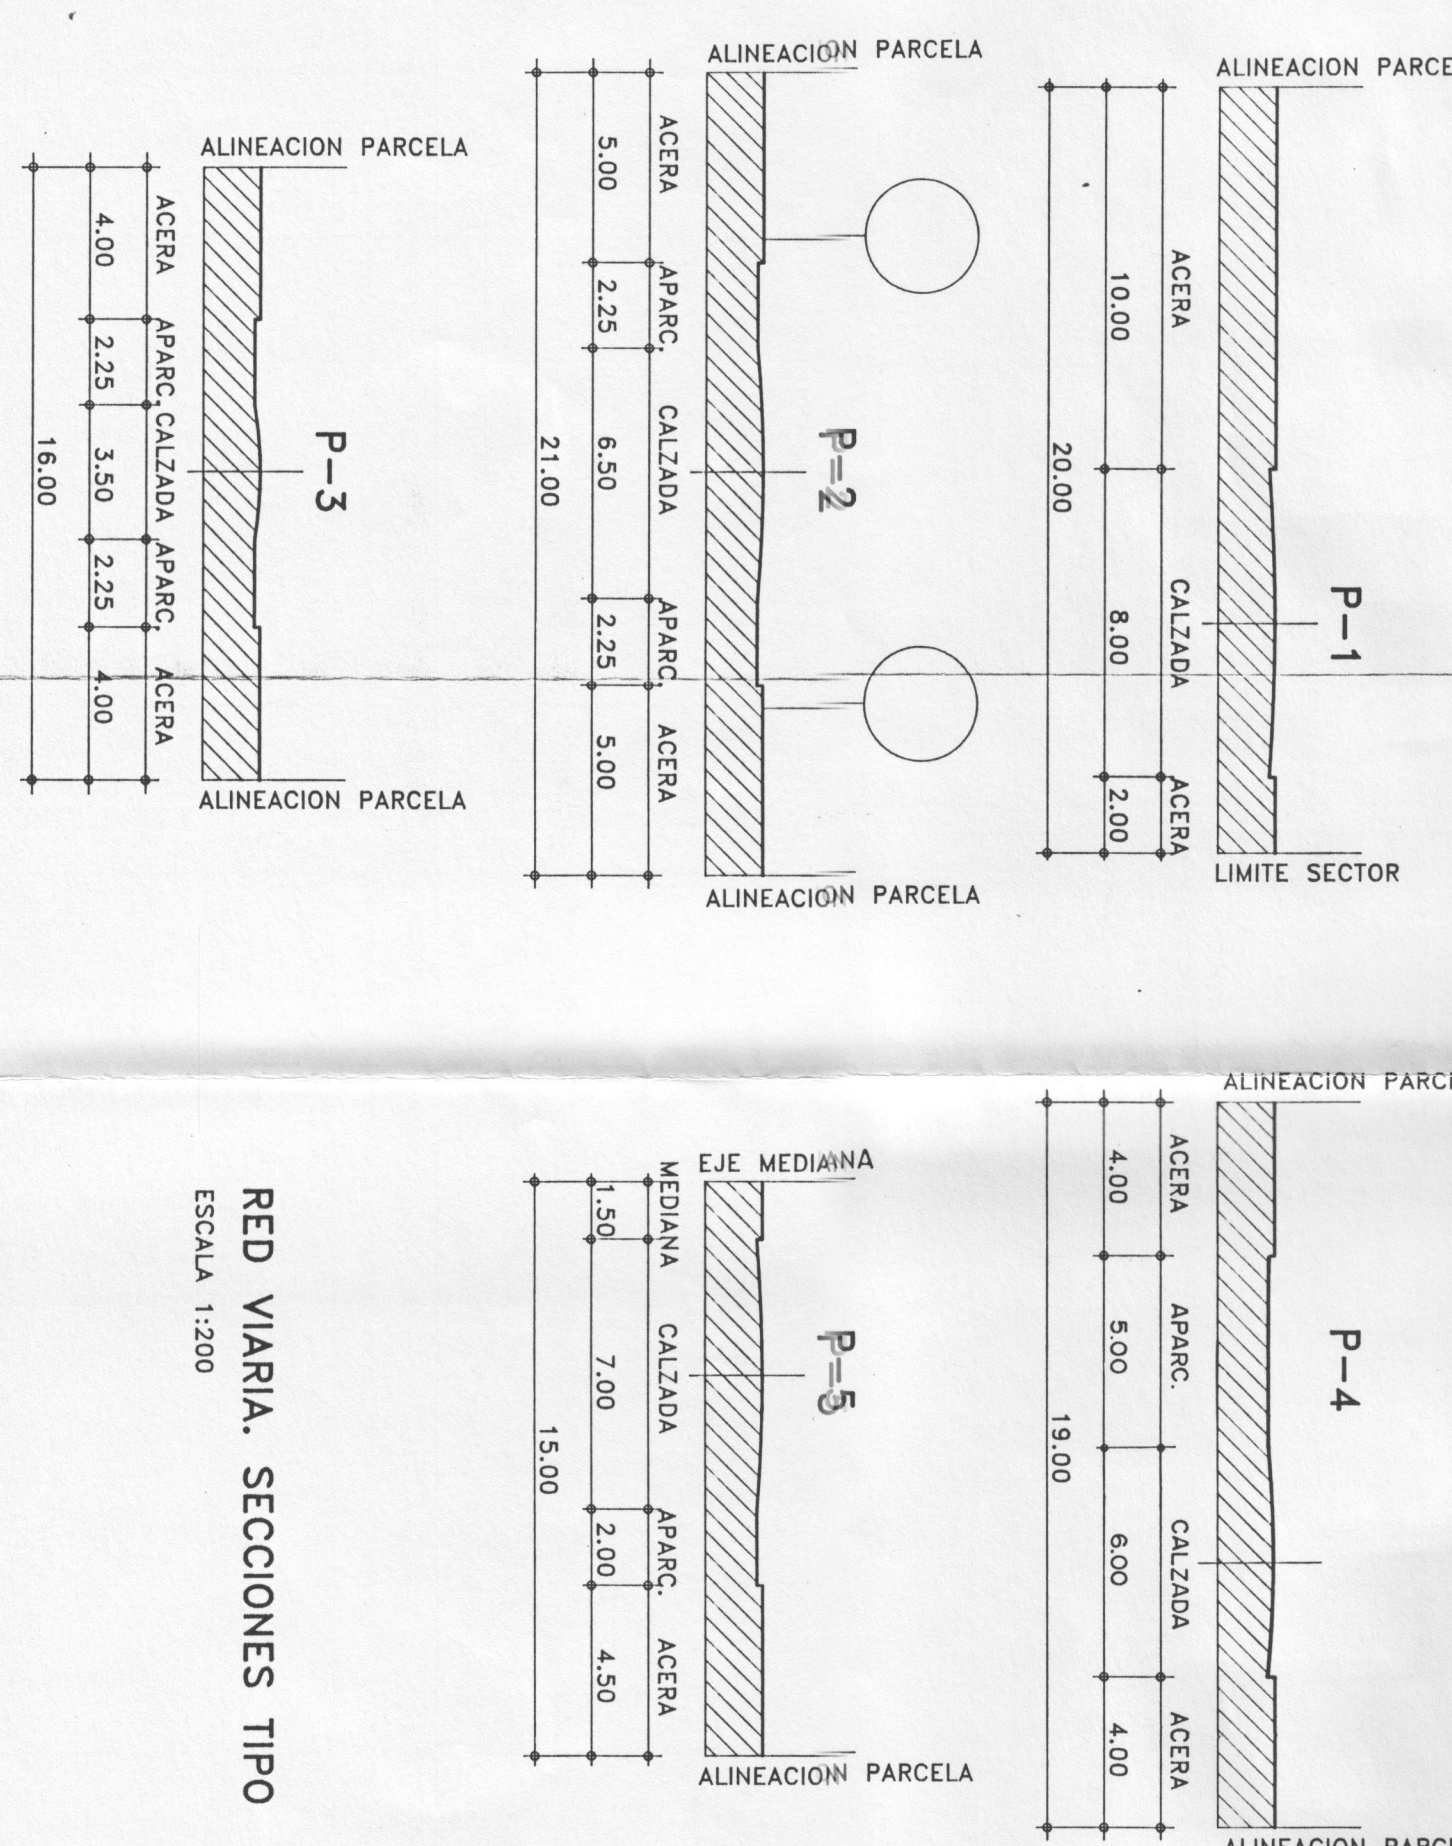 P-1
ALINEACION PARCE
ACERA
CALZADA
ACERA
10.00
8.00
2.00
20.00
LIMITE SECTOR
P-2
ALINEACION PARCELA
ACERA
APARC.
CALZADA
APARC.
ACERA
5.00
2.25
6.50
2.25
5.00
21.00
ALINEACION PARCELA
P-3
ALINEACION PARCELA
ACERA
APARC.
CALZADA
APARC.
ACERA
4.00
2.25
3.50
2.25
4.00
16.00
ALINEACION PARCELA
P-4
ALINEACION PARCE
ACERA
APARC.
CALZADA
ACERA
4.00
5.00
6.00
4.00
19.00
ALINEACION PARCE
P-5
EJE MEDIANA
MEDIANA
CALZADA
APARC.
ACERA
1.50
7.00
2.00
4.50
15.00
ALINEACION PARCELA
RED VIARIA. SECCIONES TIPO
ESCALA 1:200